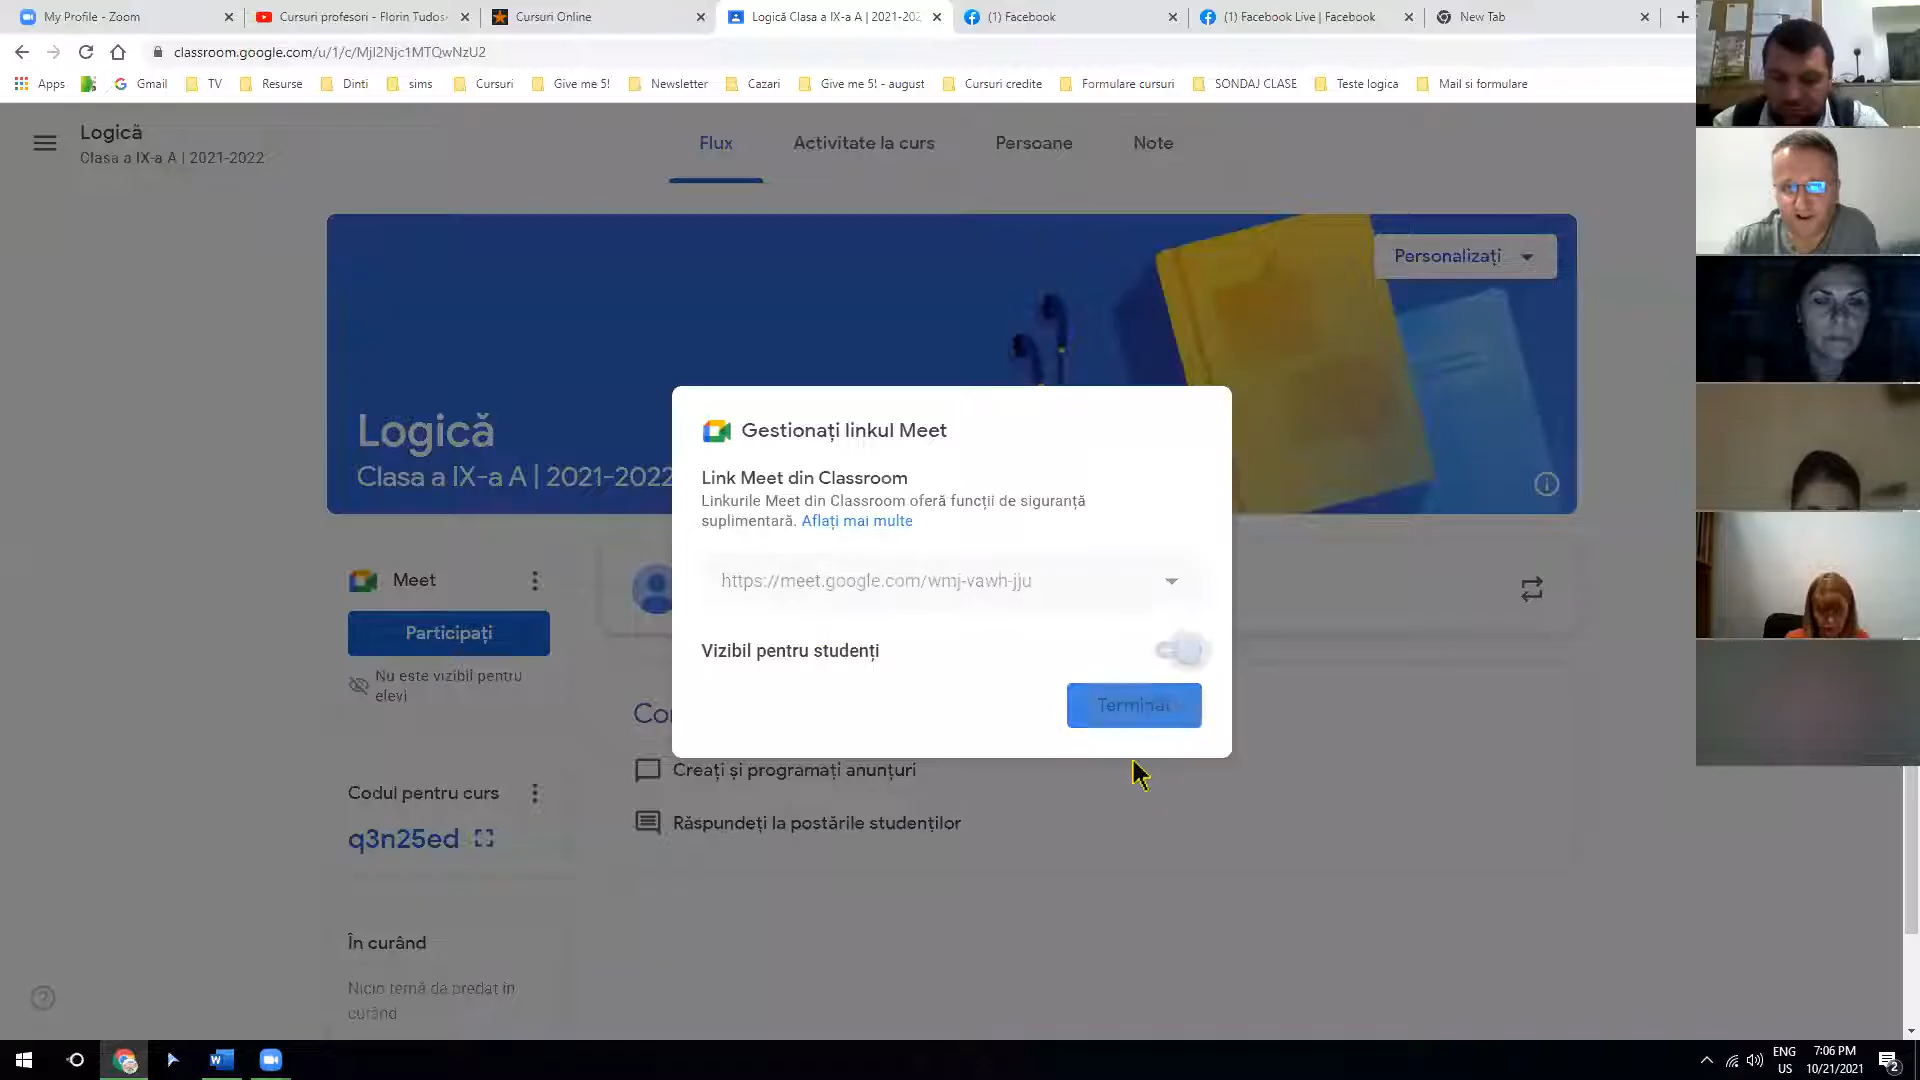 My Profile - Zoom
Cursuri profesori - Florin Tudos
Cursuri Online
Logică Clasa a IX-a A | 2021-202
(1) Facebook
(1) Facebook Live | Facebook
New Tab
classroom.google.com/u/1/c/MjI2Njc1MTQwNzU2
Apps
Gmail
TV
Resurse
Dinti
sims
Cursuri
Give me 5!
Newsletter
Cazari
Give me 5! - august
Cursuri credite
Formulare cursuri
SONDAJ CLASE
Teste logica
Mail si formulare
Logică
Clasa a IX-a A | 2021-2022
Flux
Activitate la curs
Persoane
Note
Personalizați
Logică
Clasa a IX-a A | 2021-2022
Gestionați linkul Meet
Link Meet din Classroom
Linkurile Meet din Classroom oferă funcții de siguranță
suplimentară. Aflați mai multe
https://meet.google.com/wmj-vawh-jju
Vizibil pentru studenți
Terminat
Meet
Participați
Nu este vizibil pentru
elevi
Creați și programați anunțuri
Răspundeți la postările studenților
Codul pentru curs
q3n25ed
În curând
Nicio temă de predat în
curând
ENG
US
7:06 PM
10/21/2021
2